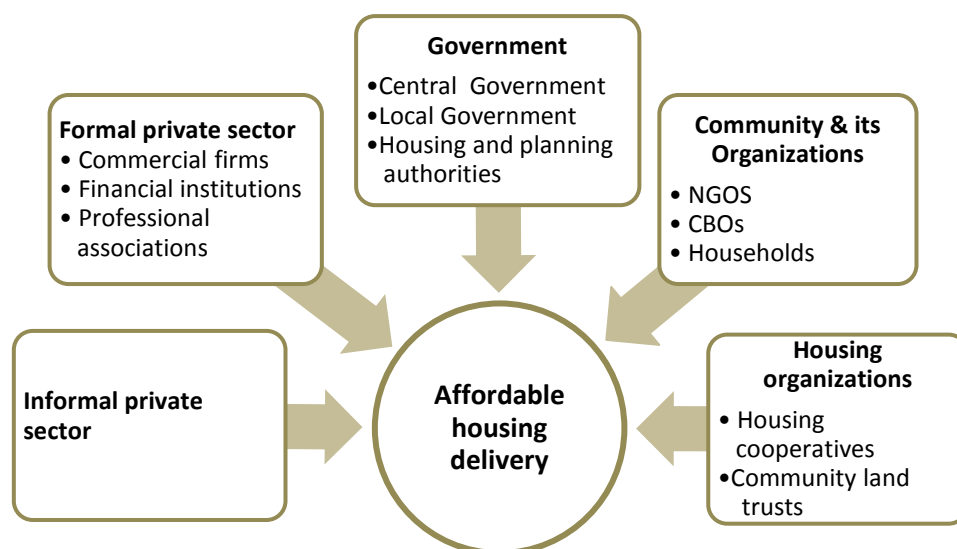 Government
•Central Government
•Local Government
•Housing and planning
authorities
Formal private sector
• Commercial firms
• Financial institutions
• Professional
associations
Community & its
Organizations
• NGOS
• CBOs
• Households
Informal private
sector
Affordable
housing
delivery
Housing
organizations
• Housing
cooperatives
•Community land
trusts